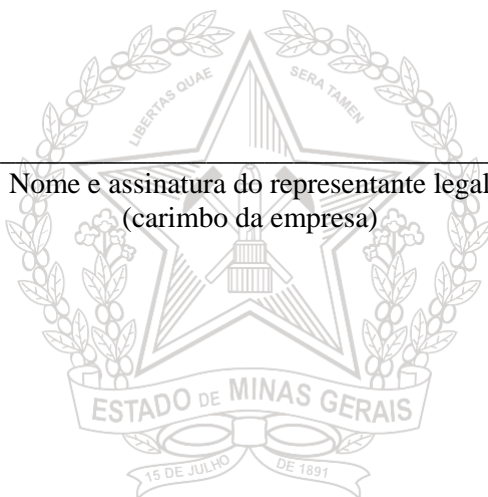 LIBERTAS QUAE SERA TAMEN
Nome e assinatura do representante legal
(carimbo da empresa)
ESTADO DE MINAS GERAIS
15 DE JULHO DE 1891